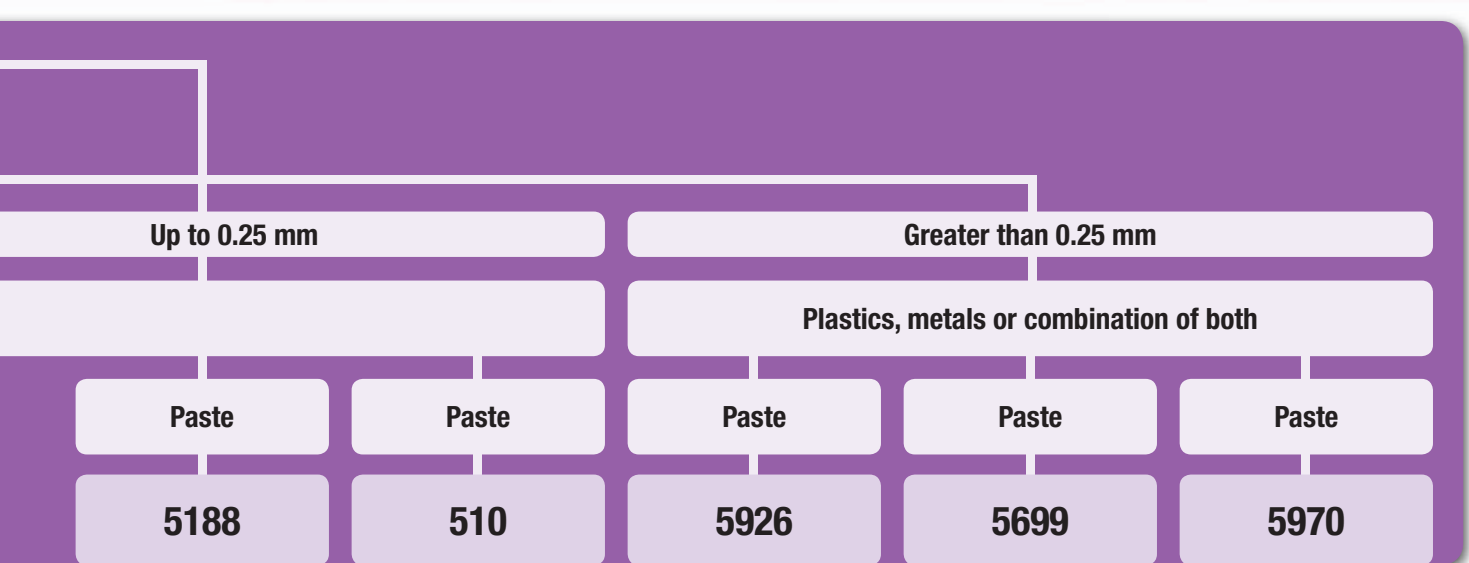 Up to 0.25 mm
Greater than 0.25 mm
Plastics, metals or combination of both
Paste
Paste
Paste
Paste
Paste
5188
510
5926
5699
5970